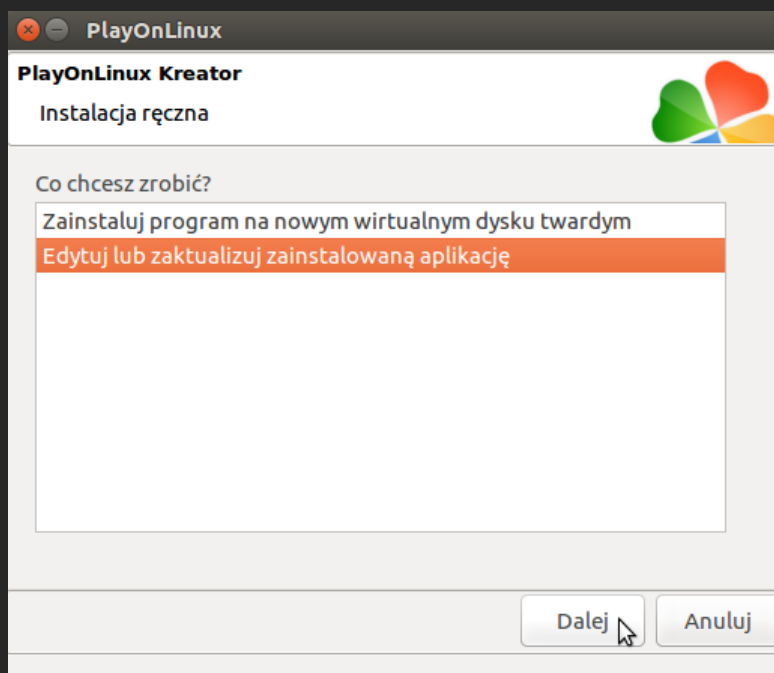 PlayOnLinux
PlayOnLinux Kreator
Instalacja ręczna
Co chcesz zrobić?
Zainstaluj program na nowym wirtualnym dysku twardym
Edytuj lub zaktualizuj zainstalowaną aplikację
Dalej
Anuluj